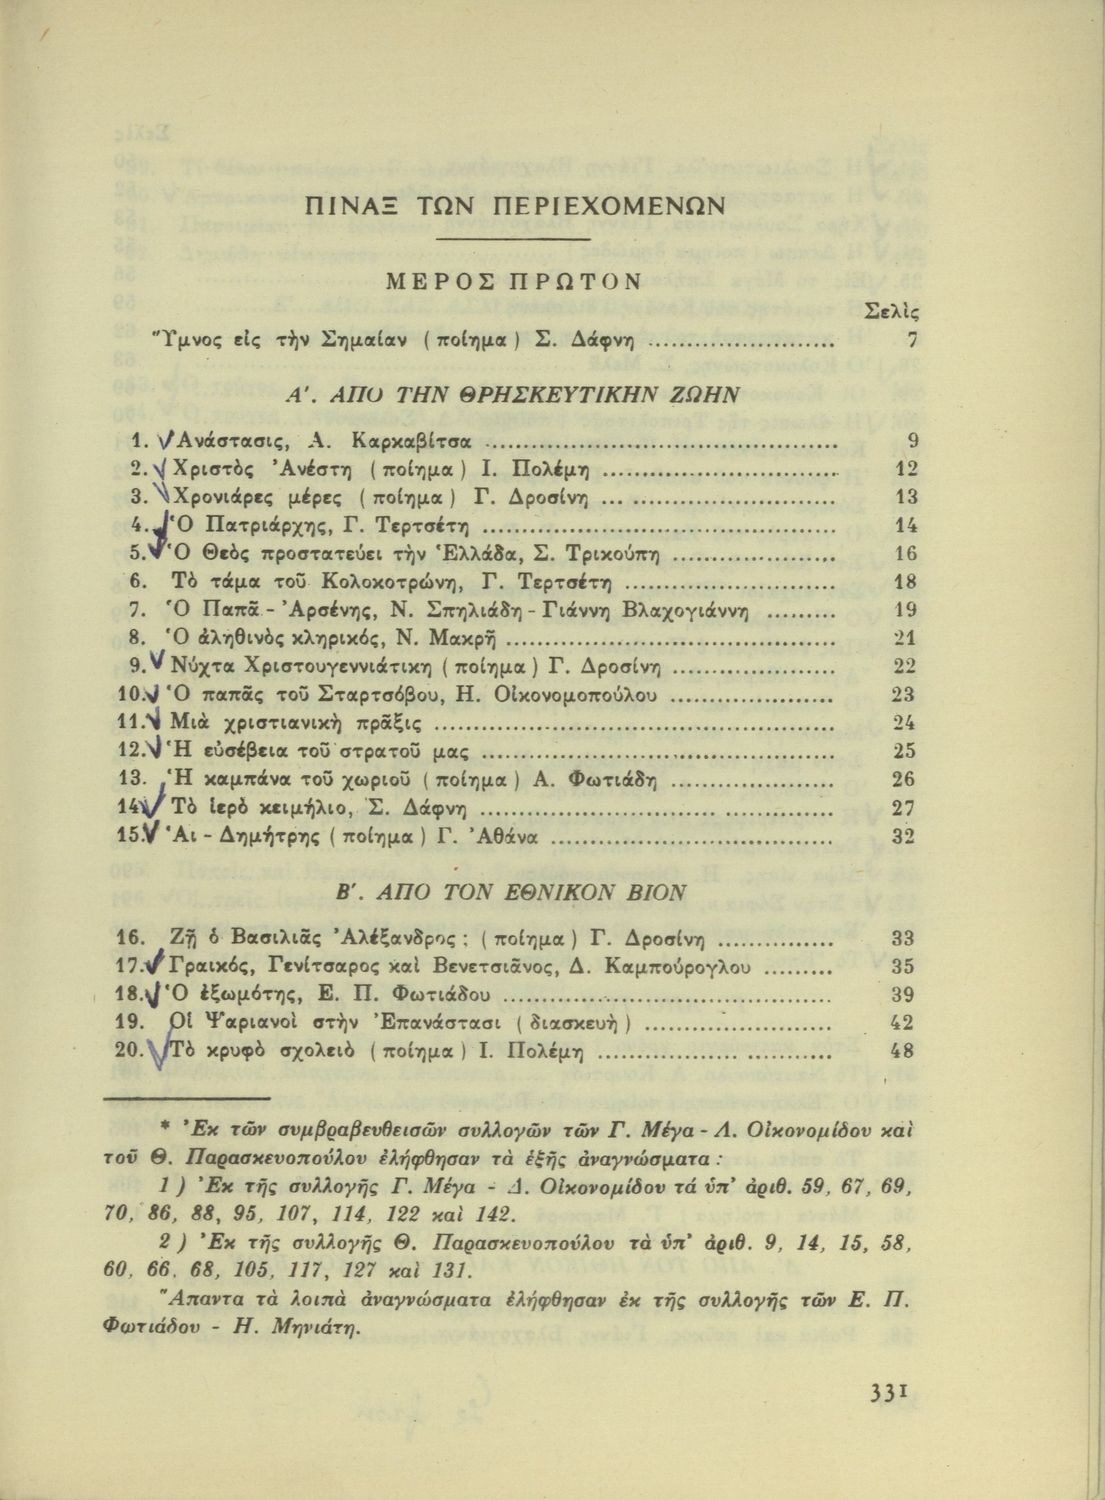 ΠΙΝΑΞ ΤΩΝ ΠΕΡΙΕΧΟΜΕΝΩΝ
ΜΕΡΟΣ ΠΡΩΤΟΝ
Σελὶς
Ὕμνος εἰς τὴν Σημαίαν ( ποίημα ) Σ. Δάφνη .......................... 7
Α'. ΑΠΟ ΤΗΝ ΘΡΗΣΚΕΥΤΙΚΗΝ ΖΩΗΝ
1. Ἀνάστασις, Α. Καρκαβίτσα .......................... 9
2. Χριστὸς Ἀνέστη ( ποίημα ) Ι. Πολέμη .......................... 12
3. Χρονιάρες μέρες ( ποίημα ) Γ. Δροσίνη .......................... 13
4. Ὁ Πατριάρχης, Γ. Τερτσέτη .......................... 14
5. Ὁ Θεὸς προστατεύει τὴν Ἑλλάδα, Σ. Τρικούπη .......................... 16
6. Τὸ τάμα τοῦ Κολοκοτρώνη, Γ. Τερτσέτη .......................... 18
7. Ὁ Παπᾶ - Ἀρσένης, Ν. Σπηλιάδη - Γιάννη Βλαχογιάννη .......... 19
8. Ὁ ἀληθινὸς κληρικός, Ν. Μακρῆ .......................... 21
9. Νύχτα Χριστουγεννιάτικη ( ποίημα ) Γ. Δροσίνη .......................... 22
10. Ὁ παπᾶς τοῦ Σταρτσόβου, Η. Οἰκονομοπούλου .......................... 23
11. Μιὰ χριστιανικὴ πρᾶξις .......................... 24
12. Ἡ εὐσέβεια τοῦ στρατοῦ μας .......................... 25
13. Ἡ καμπάνα τοῦ χωριοῦ ( ποίημα ) Α. Φωτιάδη .......................... 26
14. Τὸ ἱερὸ κειμήλιο, Σ. Δάφνη .......................... 27
15. Ἁι - Δημήτρης ( ποίημα ) Γ. Ἀθάνα .......................... 32
Β'. ΑΠΟ ΤΟΝ ΕΘΝΙΚΟΝ ΒΙΟΝ
16. Ζῇ ὁ Βασιλιᾶς Ἀλέξανδρος ; ( ποίημα ) Γ. Δροσίνη ................ 33
17. Γραικός, Γενίτσαρος καὶ Βενετσιᾶνος, Δ. Καμπούρογλου .......... 35
18. Ὁ ἐξωμότης, Ε. Π. Φωτιάδου .......................... 39
19. Οἱ Ψαριανοὶ στὴν Ἐπανάστασι ( διασκευὴ ) .......................... 42
20. Τὸ κρυφὸ σχολειὸ ( ποίημα ) Ι. Πολέμη .......................... 48
* Ἐκ τῶν συμβραβευθεισῶν συλλογῶν τῶν Γ. Μέγα - Λ. Οἰκονομίδου καὶ
τοῦ Θ. Παρασκευοπούλου ἐλήφθησαν τὰ ἑξῆς ἀναγνώσματα :
1 ) Ἐκ τῆς συλλογῆς Γ. Μέγα - Δ. Οἰκονομίδου τά ὑπ' ἀριθ. 59, 67, 69,
70, 86, 88, 95, 107, 114, 122 καὶ 142.
2 ) Ἐκ τῆς συλλογῆς Θ. Παρασκευοπούλου τὰ ὑπ' ἀριθ. 9, 14, 15, 58,
60, 66, 68, 105, 117, 127 καὶ 131.
Ἅπαντα τὰ λοιπὰ ἀναγνώσματα ἐλήφθησαν ἐκ τῆς συλλογῆς τῶν Ε. Π.
Φωτιάδου - Η. Μηνιάτη.
331